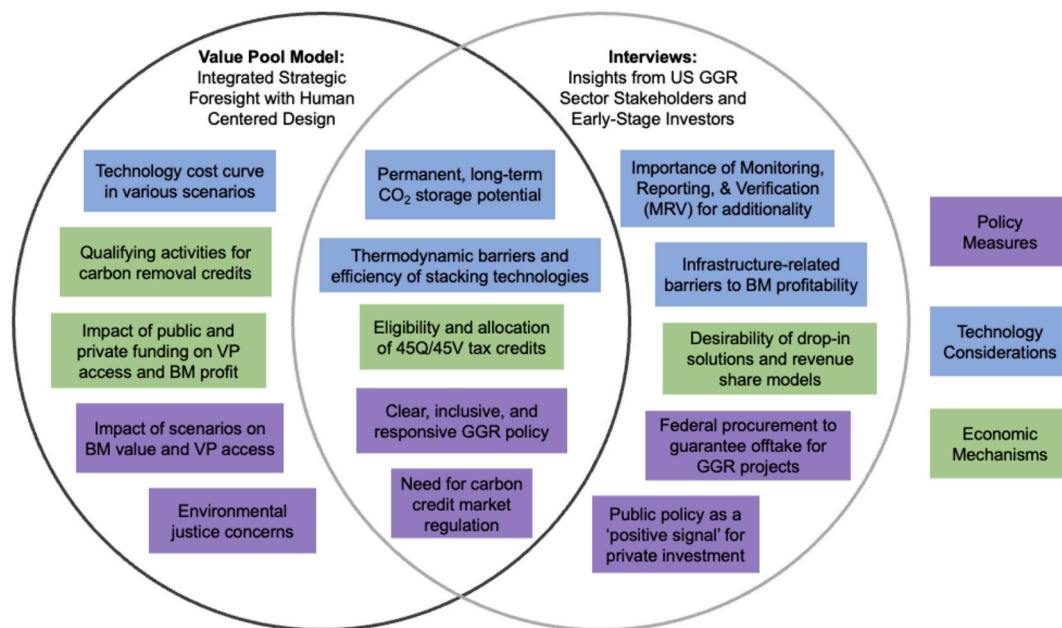 Value Pool Model:
Integrated Strategic
Foresight with Human
Centered Design
Technology cost curve
in various scenarios
Qualifying activities for
carbon removal credits
Impact of public and
private funding on VP
access and BM profit
Impact of scenarios on
BM value and VP access
Environmental
justice concerns
Permanent, long-term
CO₂ storage potential
Thermodynamic barriers and
efficiency of stacking technologies
Eligibility and allocation
of 45Q/45V tax credits
Clear, inclusive, and
responsive GGR policy
Need for carbon
credit market
regulation
Interviews:
Insights from US GGR
Sector Stakeholders and
Early-Stage Investors
Importance of Monitoring,
Reporting, & Verification
(MRV) for additionality
Infrastructure-related
barriers to BM profitability
Desirability of drop-in
solutions and revenue
share models
Federal procurement to
guarantee offtake for
GGR projects
Public policy as a
‘positive signal’ for
private investment
Policy
Measures
Technology
Considerations
Economic
Mechanisms